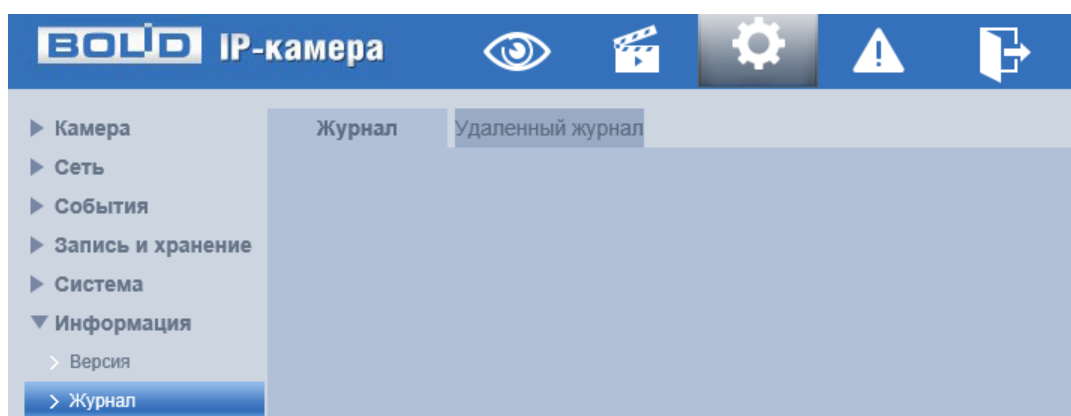 BOLID IP-камера
Журнал Удаленный журнал
Камера
Сеть
События
Запись и хранение
Система
Информация
Версия
Журнал